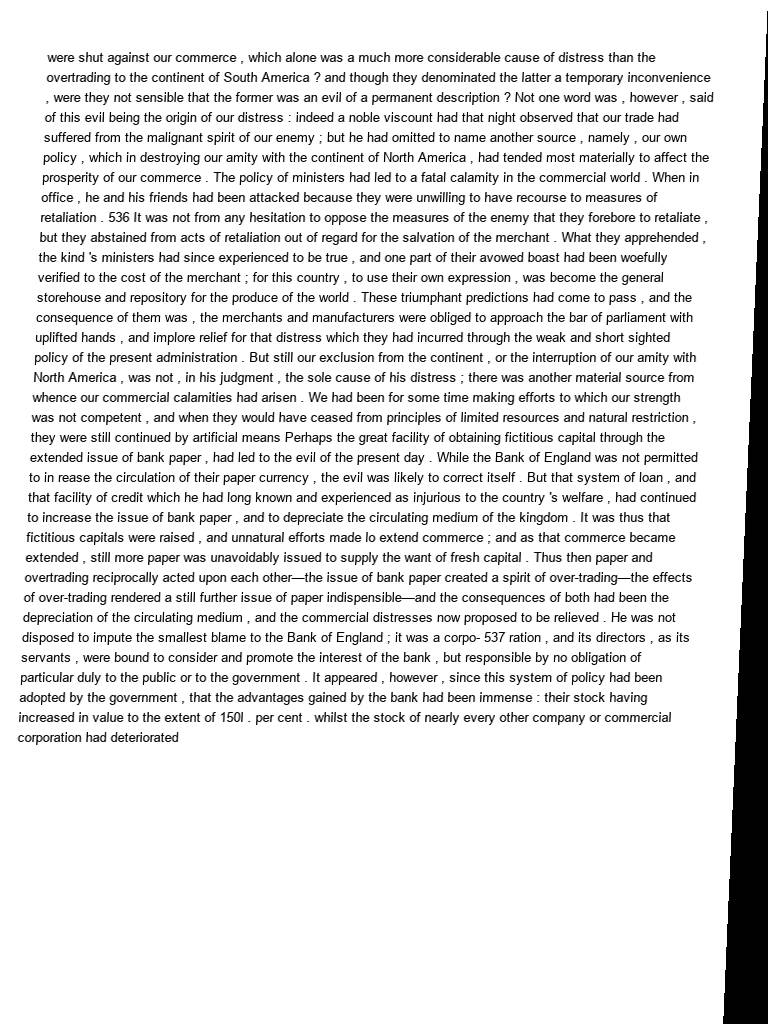 were shut against our commerce , which alone was a much more considerable cause of distress than the
overtrading to the continent of South America ? and though they denominated the latter a temporary inconvenience
, were they not sensible that the former was an evil of a permanent description ? Not one word was , however , said
of this evil being the origin of our distress : indeed a noble viscount had that night observed that our trade had
suffered from the malignant spirit of our enemy ; but he had omitted to name another source , namely , our own
policy , which in destroying our amity with the continent of North America , had tended most materially to affect the
prosperity of our commerce . The policy of ministers had led to a fatal calamity in the commercial world . When in
office , he and his friends had been attacked because they were unwilling to have recourse to measures of
retaliation . 536 It was not from any hesitation to oppose the measures of the enemy that they forebore to retaliate ,
but they abstained from acts of retaliation out of regard for the salvation of the merchant . What they apprehended ,
the kind 's ministers had since experienced to be true , and one part of their avowed boast had been woefully
verified to the cost of the merchant ; for this country , to use their own expression , was become the general
storehouse and repository for the produce of the world . These triumphant predictions had come to pass , and the
consequence of them was , the merchants and manufacturers were obliged to approach the bar of parliament with
uplifted hands , and implore relief for that distress which they had incurred through the weak and short sighted
policy of the present administration . But still our exclusion from the continent , or the interruption of our amity with
North America , was not , in his judgment , the sole cause of his distress ; there was another material source from
whence our commercial calamities had arisen . We had been for some time making efforts to which our strength
was not competent , and when they would have ceased from principles of limited resources and natural restriction ,
they were still continued by artificial means Perhaps the great facility of obtaining fictitious capital through the
extended issue of bank paper , had led to the evil of the present day . While the Bank of England was not permitted
to in rease the circulation of their paper currency , the evil was likely to correct itself . But that system of loan , and
that facility of credit which he had long known and experienced as injurious to the country 's welfare , had continued
to increase the issue of bank paper , and to depreciate the circulating medium of the kingdom . It was thus that
fictitious capitals were raised , and unnatural efforts made lo extend commerce ; and as that commerce became
extended , still more paper was unavoidably issued to supply the want of fresh capital . Thus then paper and
overtrading reciprocally acted upon each other—the issue of bank paper created a spirit of over-trading—the effects
of over-trading rendered a still further issue of paper indispensible—and the consequences of both had been the
depreciation of the circulating medium , and the commercial distresses now proposed to be relieved . He was not
disposed to impute the smallest blame to the Bank of England ; it was a corpo- 537 ration , and its directors , as its
servants , were bound to consider and promote the interest of the bank , but responsible by no obligation of
particular duly to the public or to the government . It appeared , however , since this system of policy had been
adopted by the government , that the advantages gained by the bank had been immense : their stock having
increased in value to the extent of 150l . per cent . whilst the stock of nearly every other company or commercial
corporation had deteriorated